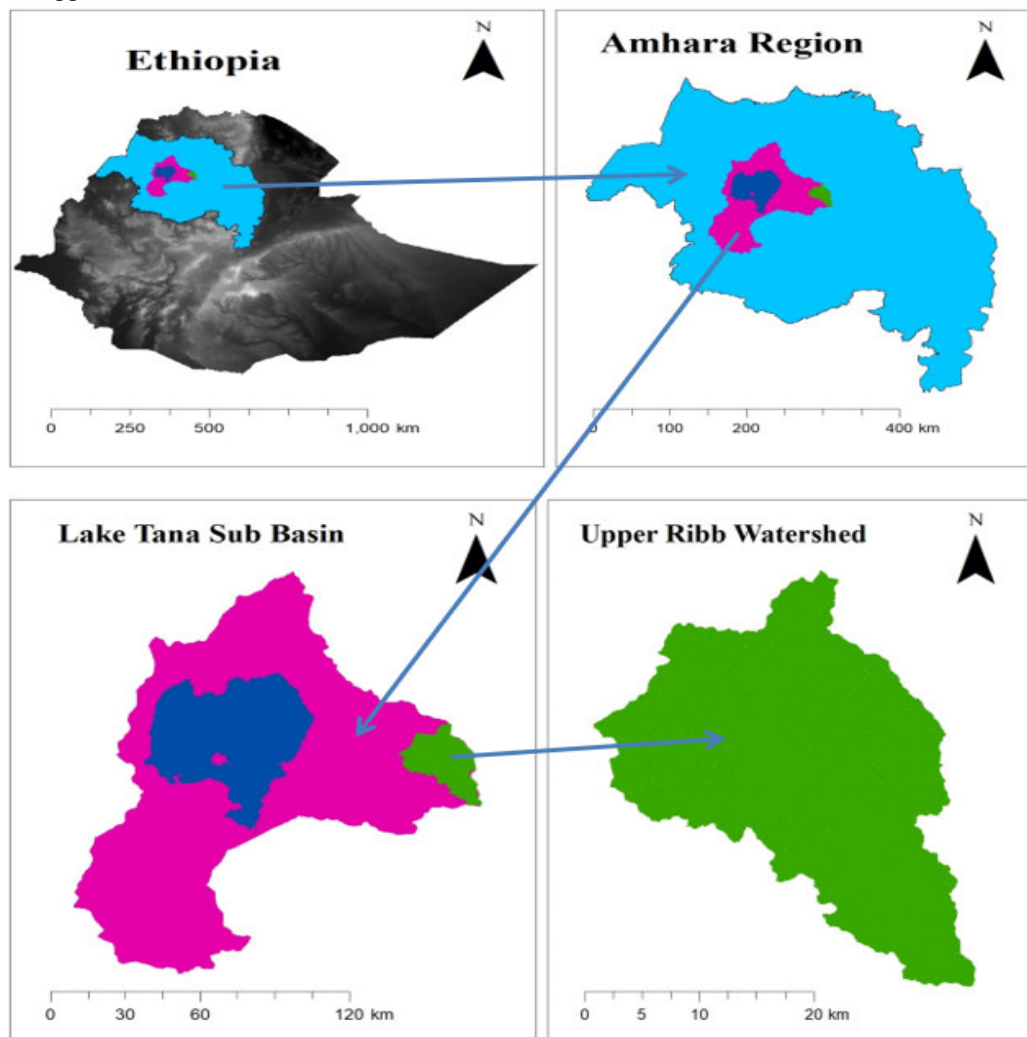 N
Ethiopia
0 250 500 1,000 km
N
Amhara Region
0 100 200 400 km
N
Lake Tana Sub Basin
0 30 60 120 km
N
Upper Ribb Watershed
0 5 10 20 km